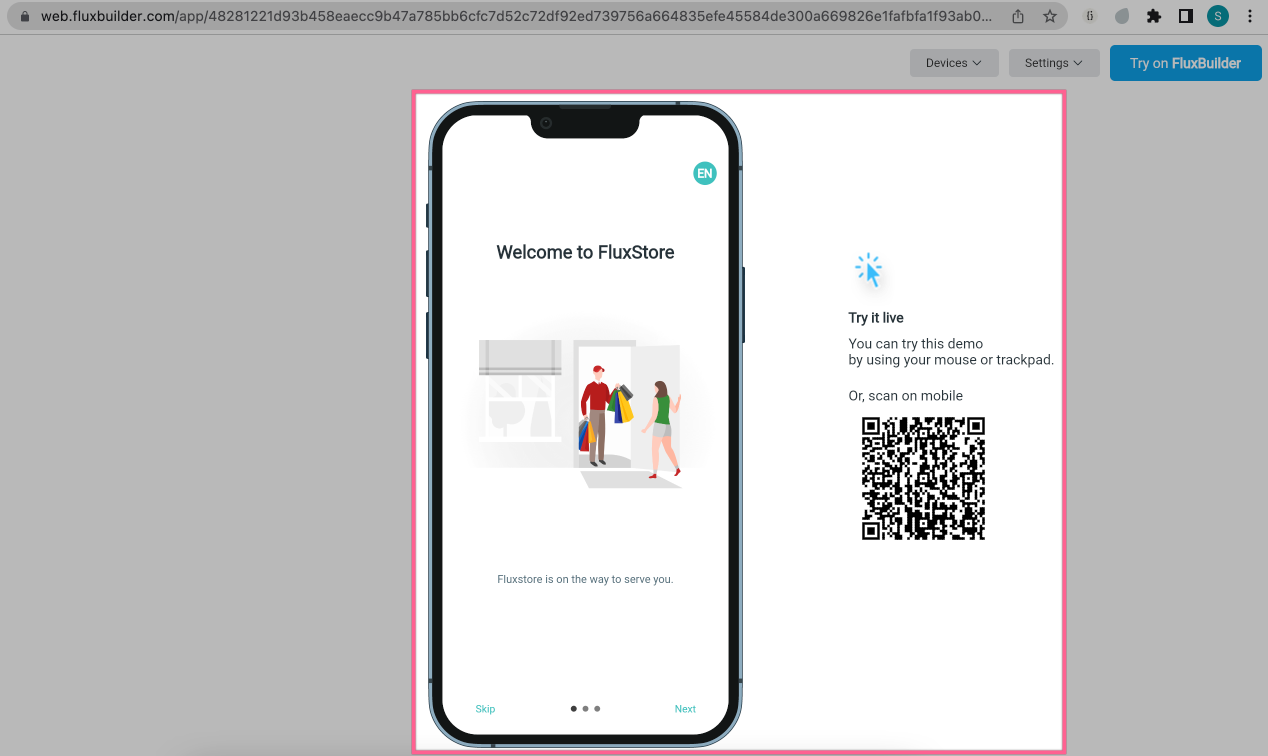 web.fluxbuilder.com/app/48281221d93b458eaecc9b47a785bb6cfc7d52c72df92ed739756a664835efe45584de300a669826e1fafbfa1f93ab0...
{}
S
Devices
Settings
Try on FluxBuilder
EN
Welcome to FluxStore
Fluxstore is on the way to serve you.
Skip
Next
Try it live
You can try this demo
by using your mouse or trackpad.
Or, scan on mobile